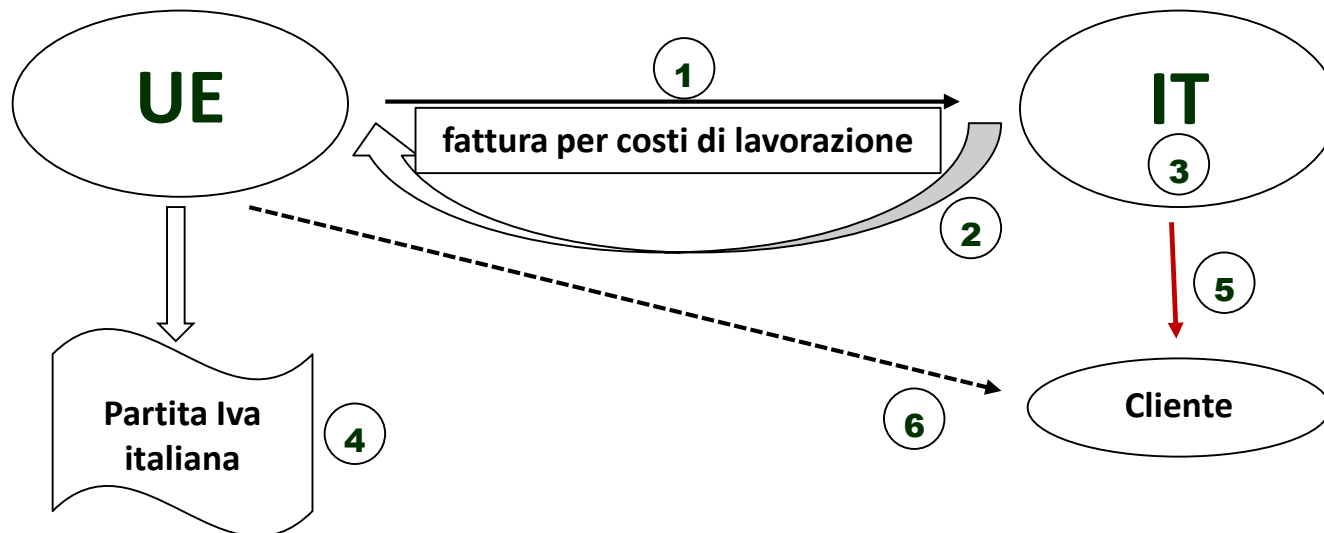 UE
1
IT
fattura per costi di lavorazione
3
2
5
Partita Iva
italiana
4
6
Cliente